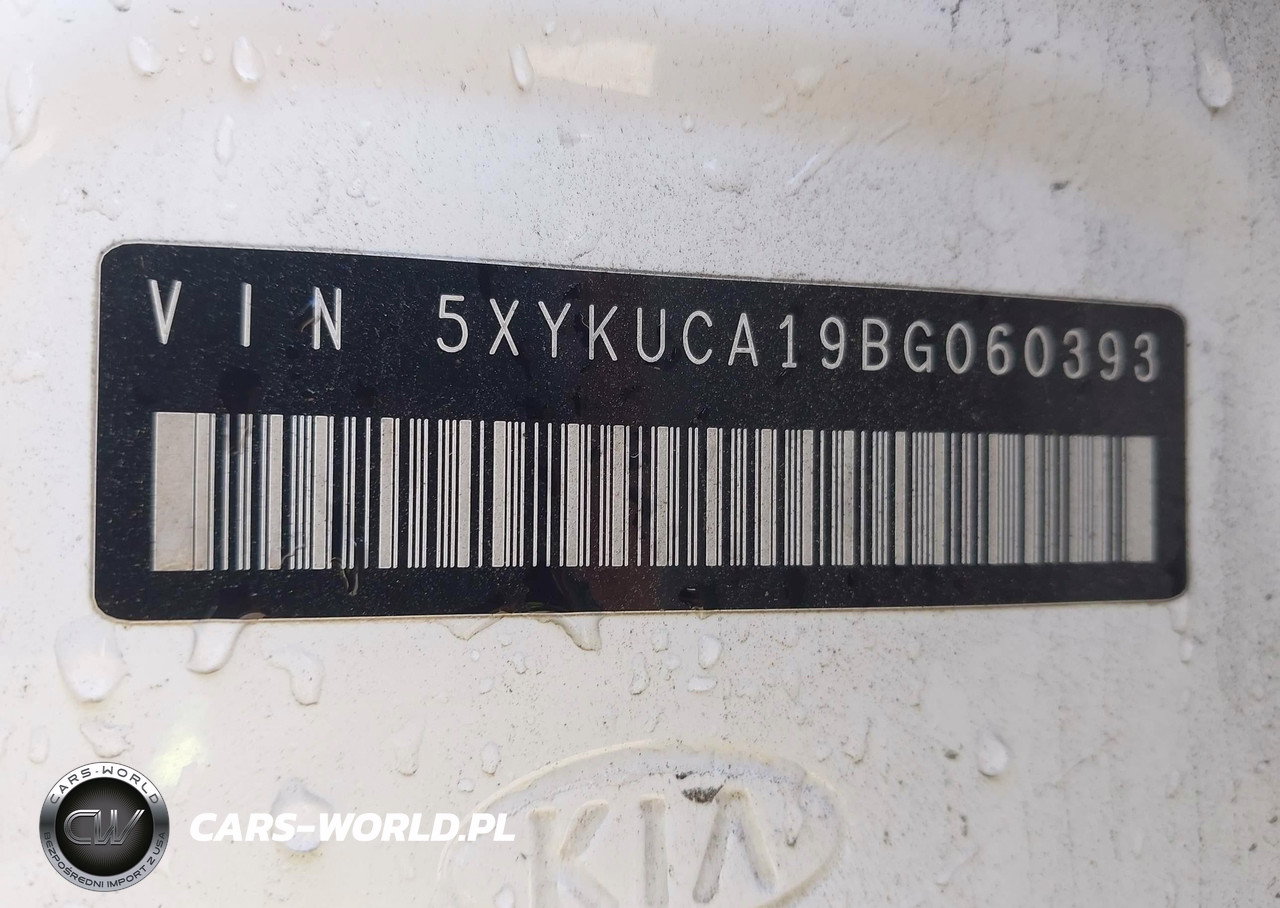 VIN 5XYKUCA19BG060393
CARS-WORLD
CW
BEZPOŚREDNI IMPORT Z USA
CARS-WORLD.PL
KIA